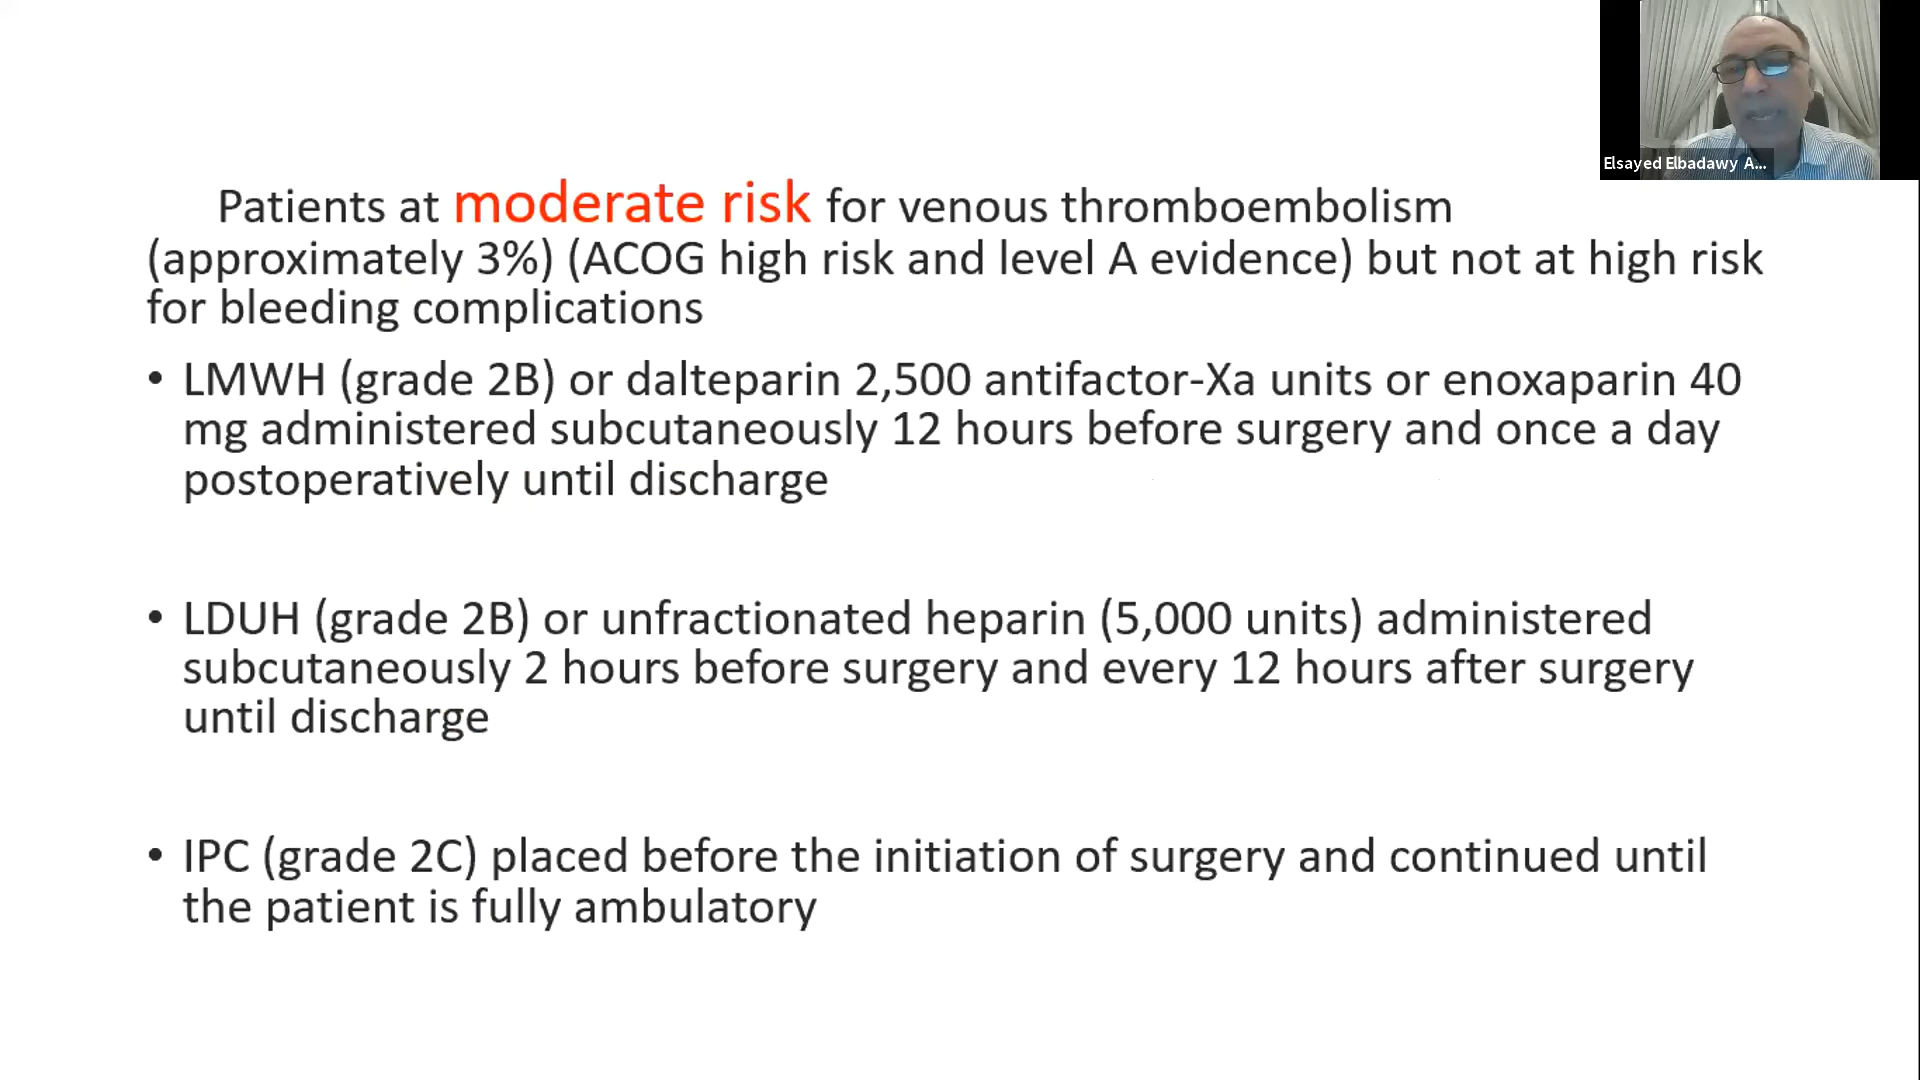 Elsayed Elbadawy A...
Patients at moderate risk for venous thromboembolism
(approximately 3%) (ACOG high risk and level A evidence) but not at high risk
for bleeding complications
• LMWH (grade 2B) or dalteparin 2,500 antifactor-Xa units or enoxaparin 40
mg administered subcutaneously 12 hours before surgery and once a day
postoperatively until discharge
• LDUH (grade 2B) or unfractionated heparin (5,000 units) administered
subcutaneously 2 hours before surgery and every 12 hours after surgery
until discharge
• IPC (grade 2C) placed before the initiation of surgery and continued until
the patient is fully ambulatory